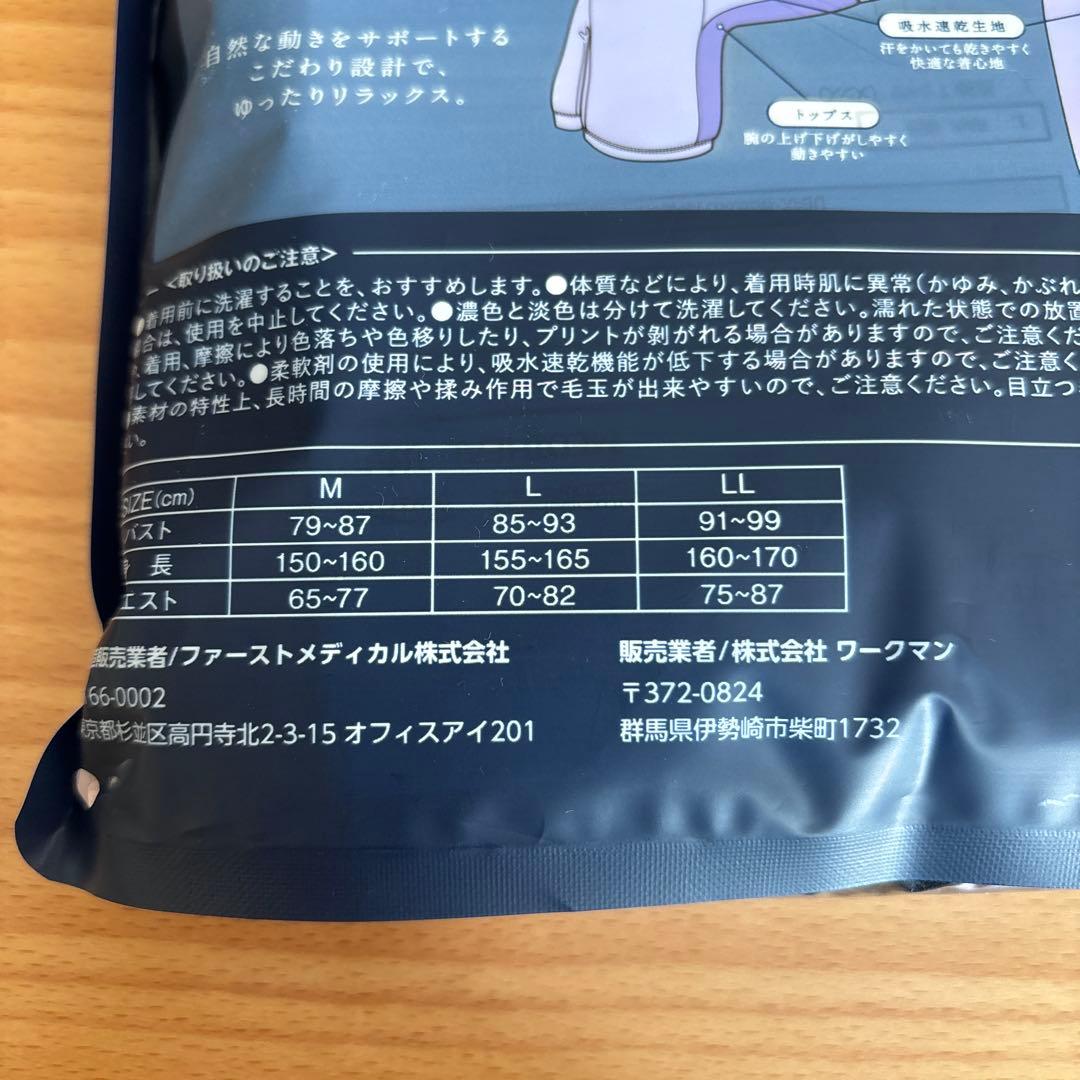 自然な動きをサポートする
こだわり設計で、
ゆったりリラックス。
吸水速乾生地
汗をかいても乾きやすく
快適な着心地
トップス
腕の上げ下げがしやすく
動きやすい
<取り扱いのご注意>
●着用前に洗濯することを、おすすめします。●体質などにより、着用時肌に異常(かゆみ、かぶれ
場合は、使用を中止してください。●濃色と淡色は分けて洗濯してください。濡れた状態での放置
、着用、摩擦により色落ちや色移りしたり、プリントが剥がれる場合がありますので、ご注意くだ
してください。●柔軟剤の使用により、吸水速乾機能が低下する場合がありますので、ご注意く
●素材の特性上、長時間の摩擦や揉み作用で毛玉が出来やすいので、ご注意ください。目立つ
い。
SIZE(cm) M L LL
バスト 79~87 85~93 91~99
身 長 150~160 155~165 160~170
エスト 65~77 70~82 75~87
販売業者/ファーストメディカル株式会社
66-0002
東京都杉並区高円寺北2-3-15 オフィスアイ201
販売業者/株式会社 ワークマン
〒372-0824
群馬県伊勢崎市柴町1732